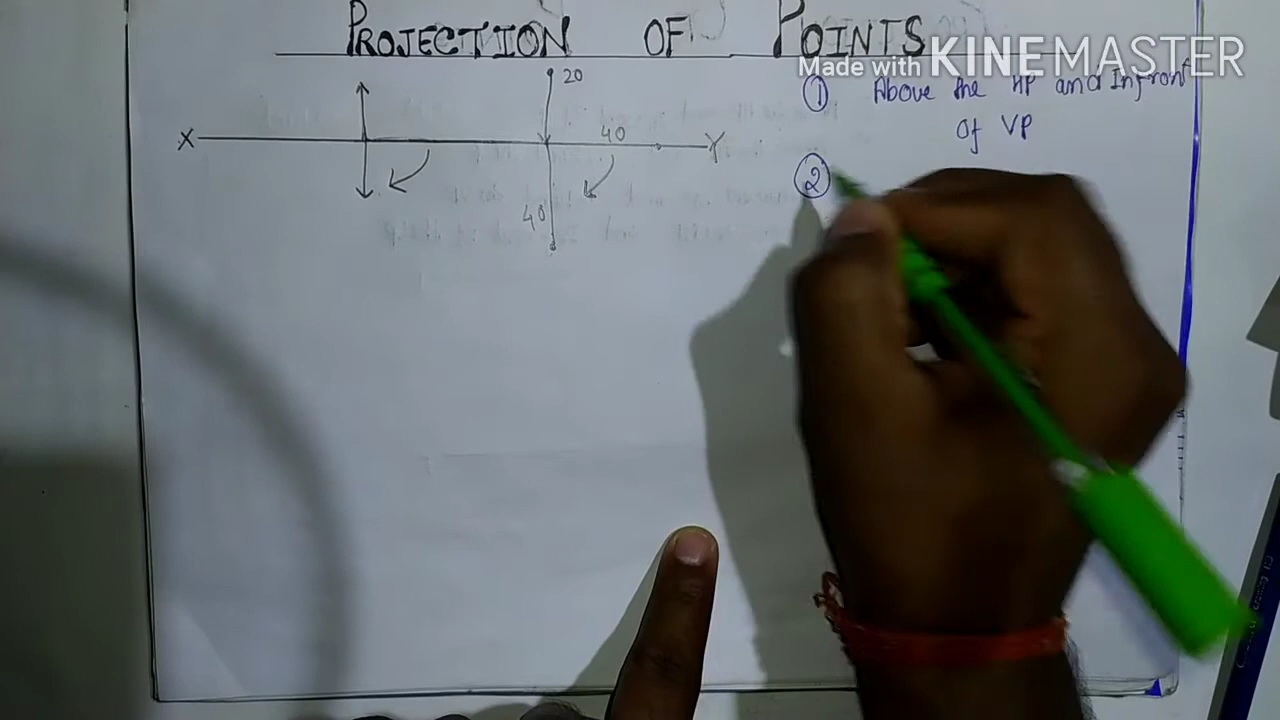 PROJECTION OF POINTS
Made with KINEMASTER
20
① Above the HP and Infront
of VP
X
40
Y
②
40